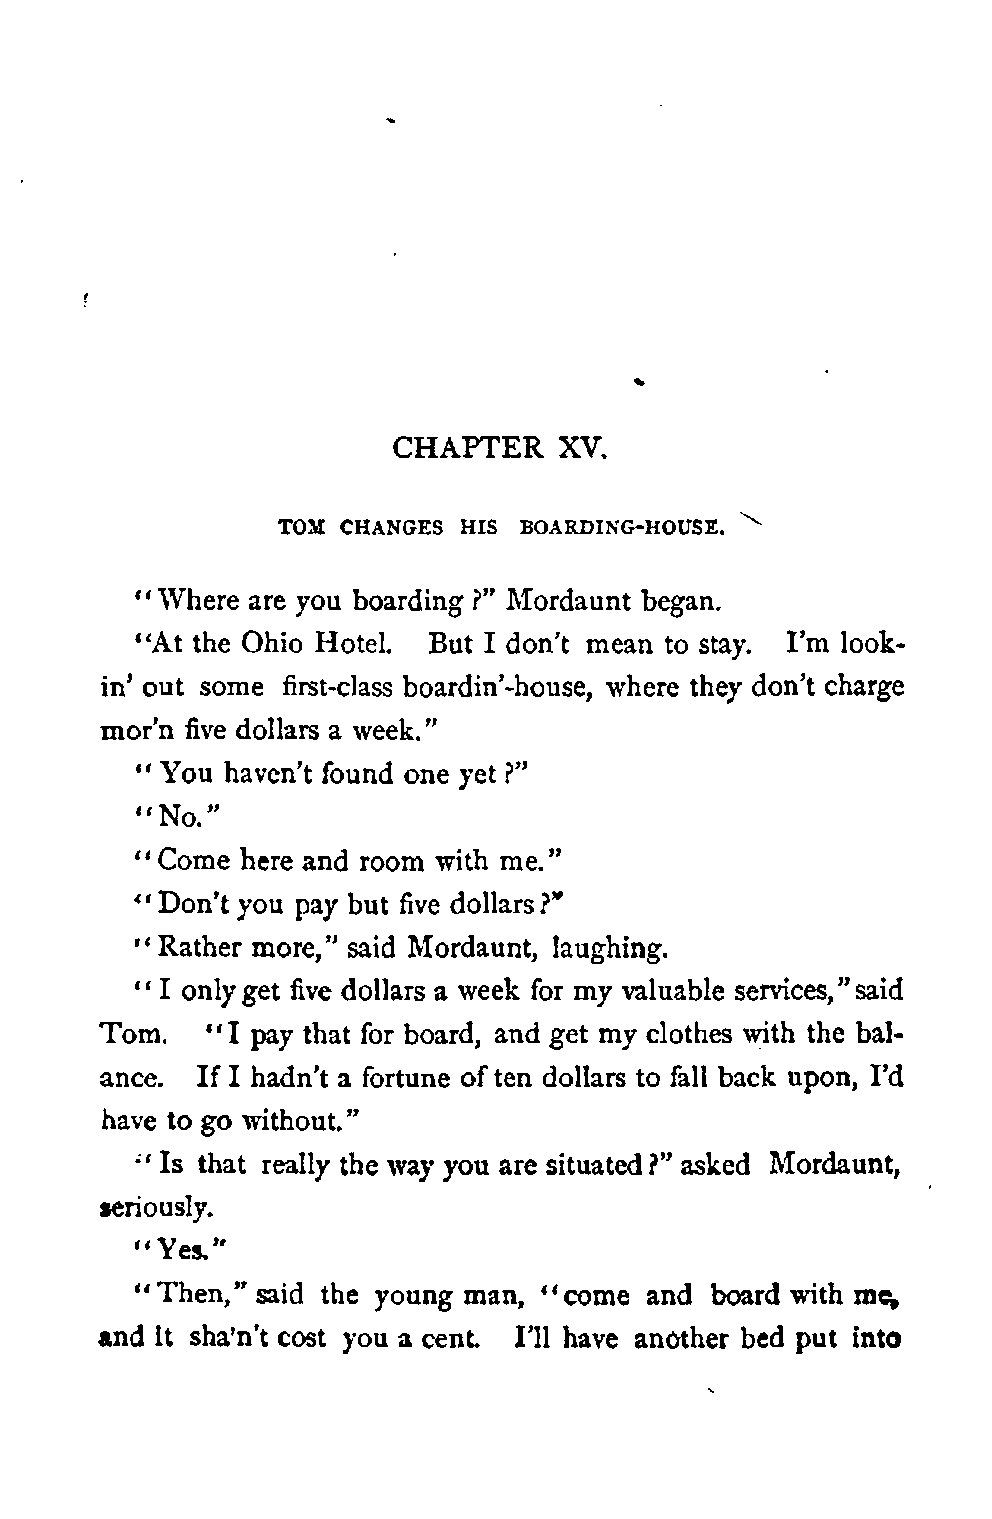 CHAPTER XV.
TOM CHANGES HIS BOARDING-HOUSE.
"Where are you boarding?" Mordaunt began.
"At the Ohio Hotel. But I don't mean to stay. I'm look-
in' out some first-class boardin'-house, where they don't charge
mor'n five dollars a week."
"You haven't found one yet?"
"No."
"Come here and room with me."
"Don't you pay but five dollars?"
"Rather more," said Mordaunt, laughing.
"I only get five dollars a week for my valuable services," said
Tom. "I pay that for board, and get my clothes with the bal-
ance. If I hadn't a fortune of ten dollars to fall back upon, I'd
have to go without."
"Is that really the way you are situated?" asked Mordaunt,
seriously.
"Yes."
"Then," said the young man, "come and board with me,
and it sha'n't cost you a cent. I'll have another bed put into